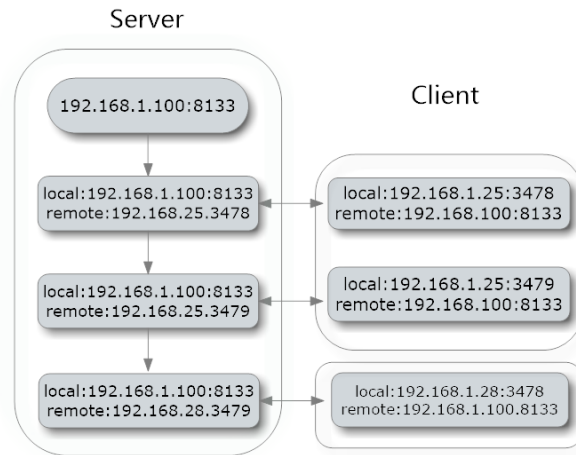 Server
192.168.1.100:8133
local:192.168.1.100:8133
remote:192.168.25.3478
local:192.168.1.100:8133
remote:192.168.25.3479
local:192.168.1.100:8133
remote:192.168.28.3479
Client
local:192.168.1.25:3478
remote:192.168.100:8133
local:192.168.1.25:3479
remote:192.168.100:8133
local:192.168.1.28:3478
remote:192.168.1.100.8133